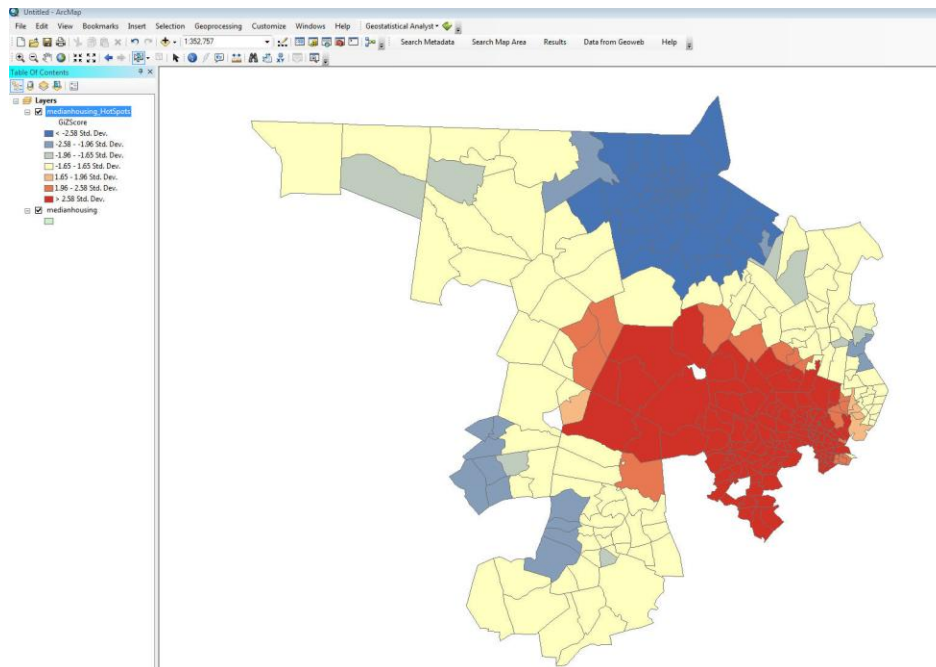 Untitled - ArcMap
File Edit View Bookmarks Insert Selection Geoprocessing Customize Windows Help Geostatistical Analyst
1:352,757 Search Metadata Search Map Area Results Data from Geoweb Help
Table Of Contents
Layers
medianhousing_HotSpots
GiZScore
< -2.58 Std. Dev.
-2.58 - -1.96 Std. Dev.
-1.96 - -1.65 Std. Dev.
-1.65 - 1.65 Std. Dev.
1.65 - 1.96 Std. Dev.
1.96 - 2.58 Std. Dev.
> 2.58 Std. Dev.
medianhousing